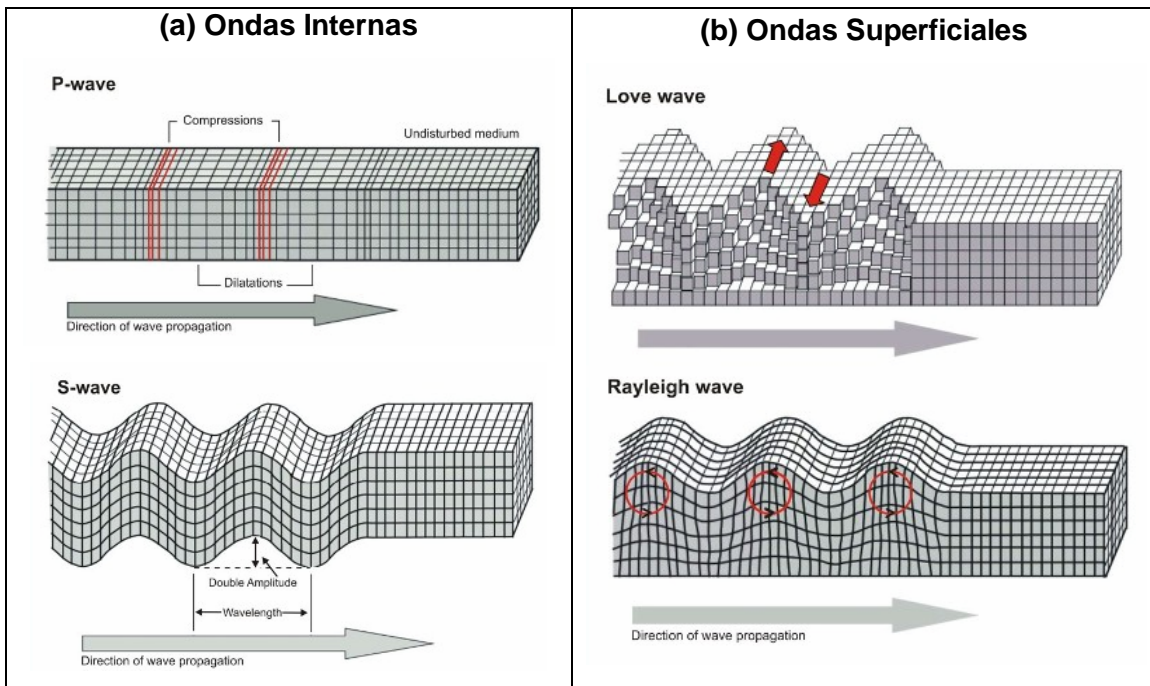 (a) Ondas Internas
P-wave
Compressions
Undisturbed medium
Dilatations
Direction of wave propagation
S-wave
Double Amplitude
Wavelength
Direction of wave propagation
(b) Ondas Superficiales
Love wave
Rayleigh wave
Direction of wave propagation